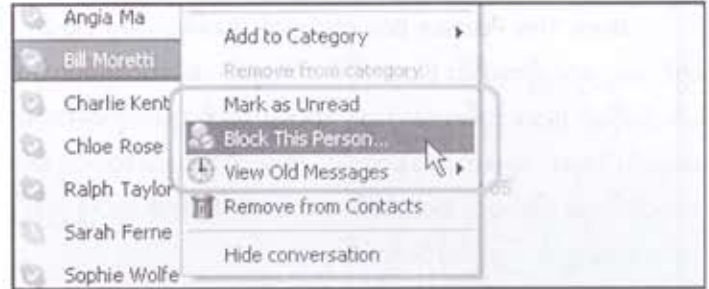 Angia Ma
Bill Moretti
Charlie Kent
Chloe Rose
Ralph Taylor
Sarah Ferne
Sophie Wolfe
Add to Category
Remove from category
Mark as Unread
Block This Person...
View Old Messages
Remove from Contacts
Hide conversation